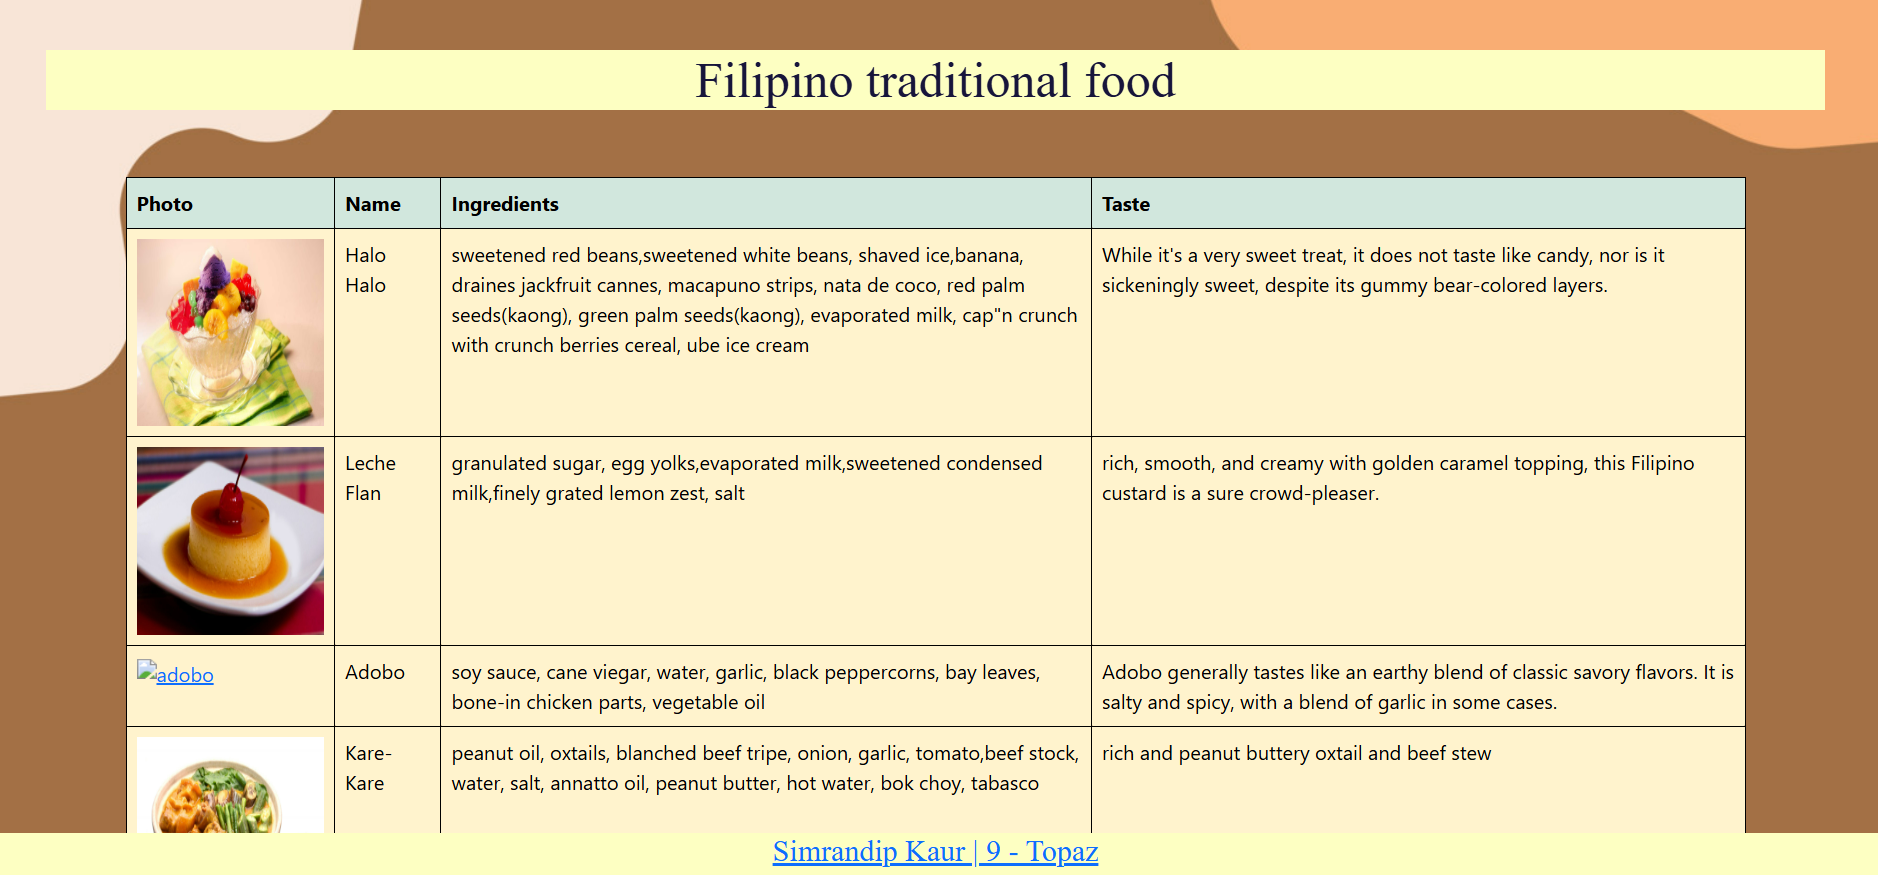 Filipino traditional food
Photo
Name
Ingredients
Taste
Halo
Halo
sweetened red beans,sweetened white beans, shaved ice,banana,
draines jackfruit cannes, macapuno strips, nata de coco, red palm
seeds(kaong), green palm seeds(kaong), evaporated milk, cap"n crunch
with crunch berries cereal, ube ice cream
While it's a very sweet treat, it does not taste like candy, nor is it
sickeningly sweet, despite its gummy bear-colored layers.
Leche
Flan
granulated sugar, egg yolks,evaporated milk,sweetened condensed
milk,finely grated lemon zest, salt
rich, smooth, and creamy with golden caramel topping, this Filipino
custard is a sure crowd-pleaser.
adobo
Adobo
soy sauce, cane viegar, water, garlic, black peppercorns, bay leaves,
bone-in chicken parts, vegetable oil
Adobo generally tastes like an earthy blend of classic savory flavors. It is
salty and spicy, with a blend of garlic in some cases.
Kare-
Kare
peanut oil, oxtails, blanched beef tripe, onion, garlic, tomato,beef stock,
water, salt, annatto oil, peanut butter, hot water, bok choy, tabasco
rich and peanut buttery oxtail and beef stew
Simrandip Kaur | 9 - Topaz